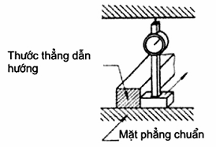 Thước thẳng dẫn
hướng
Mặt phẳng chuẩn